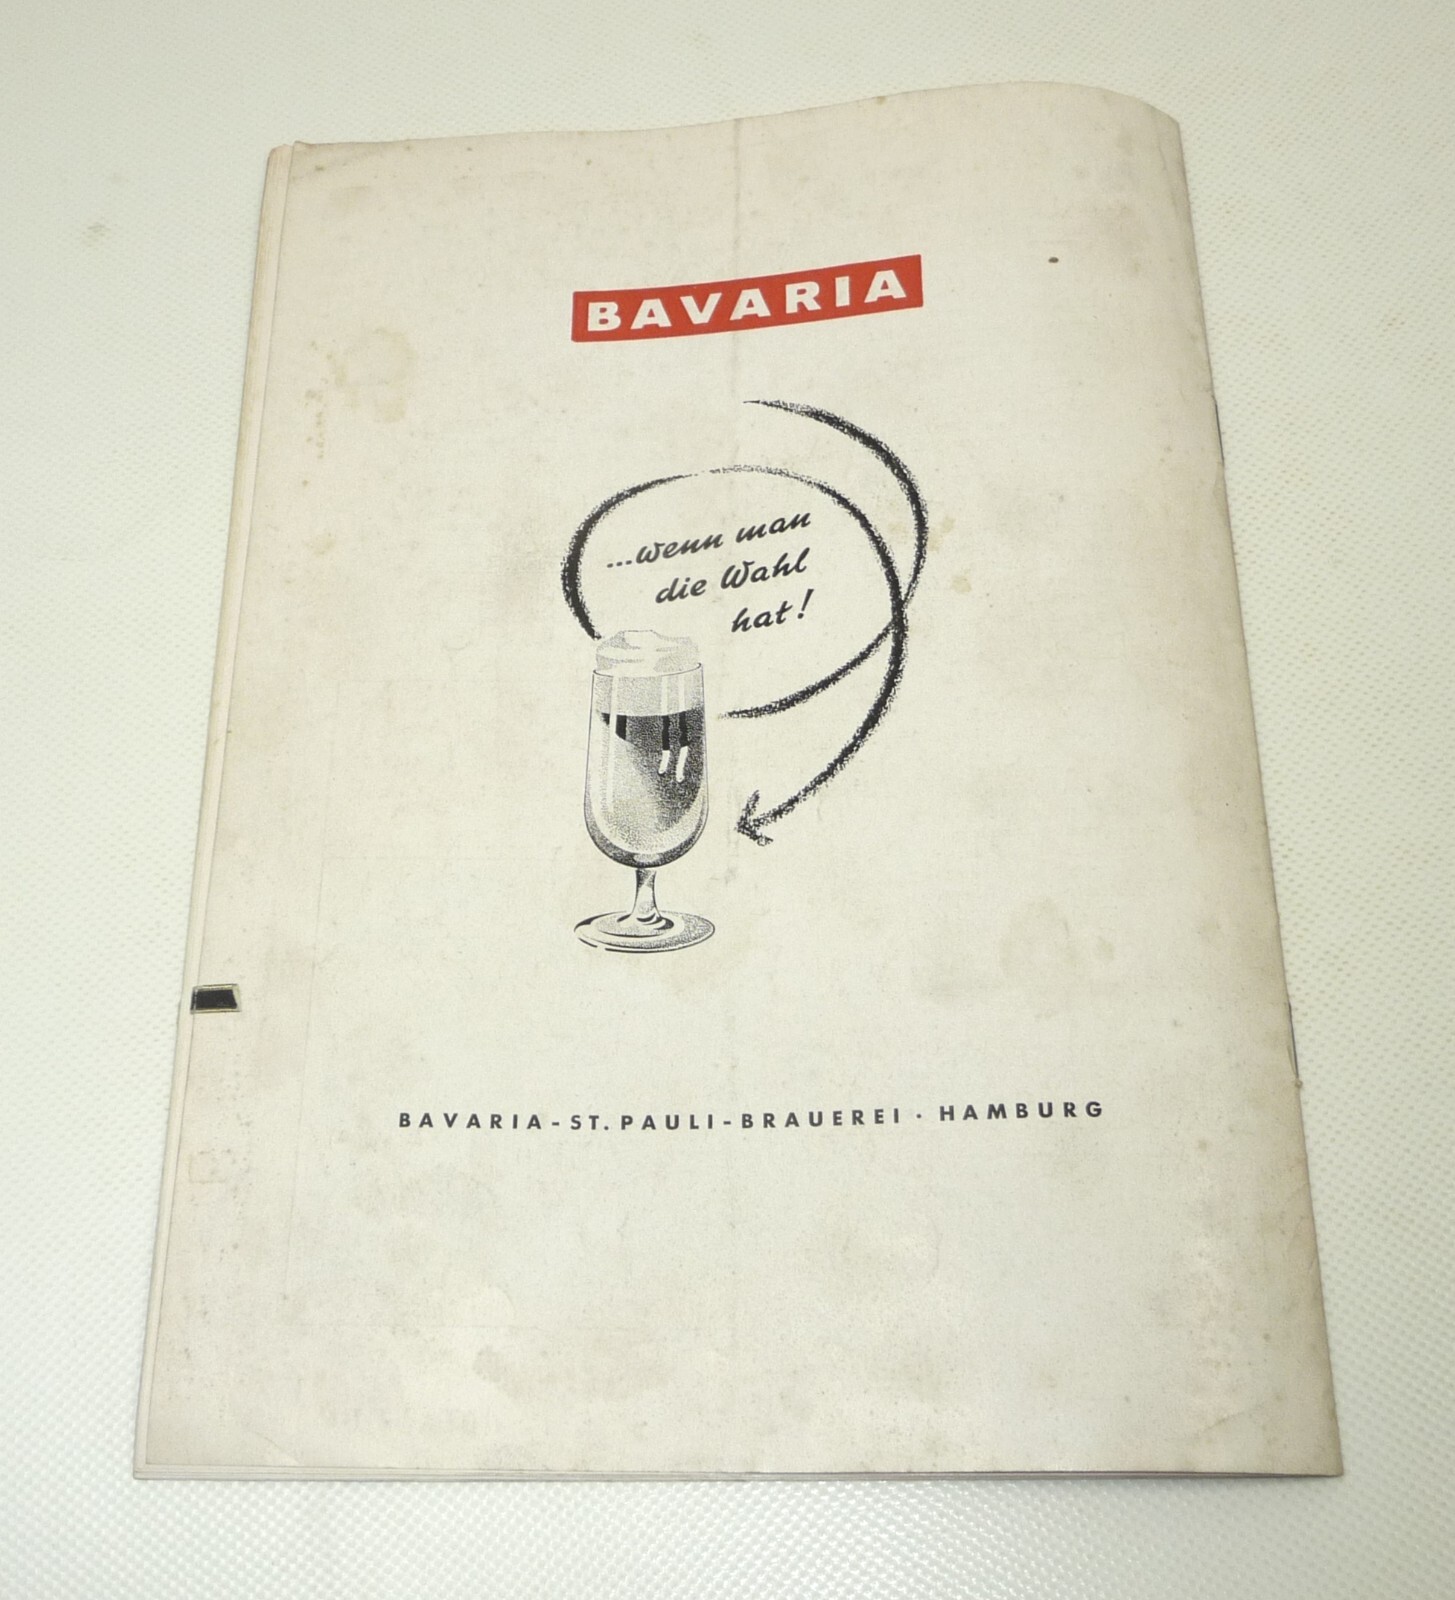 BAVARIA
...wenn man
die Wahl
hat!
BAVARIA-ST. PAULI-BRAUEREI · HAMBURG